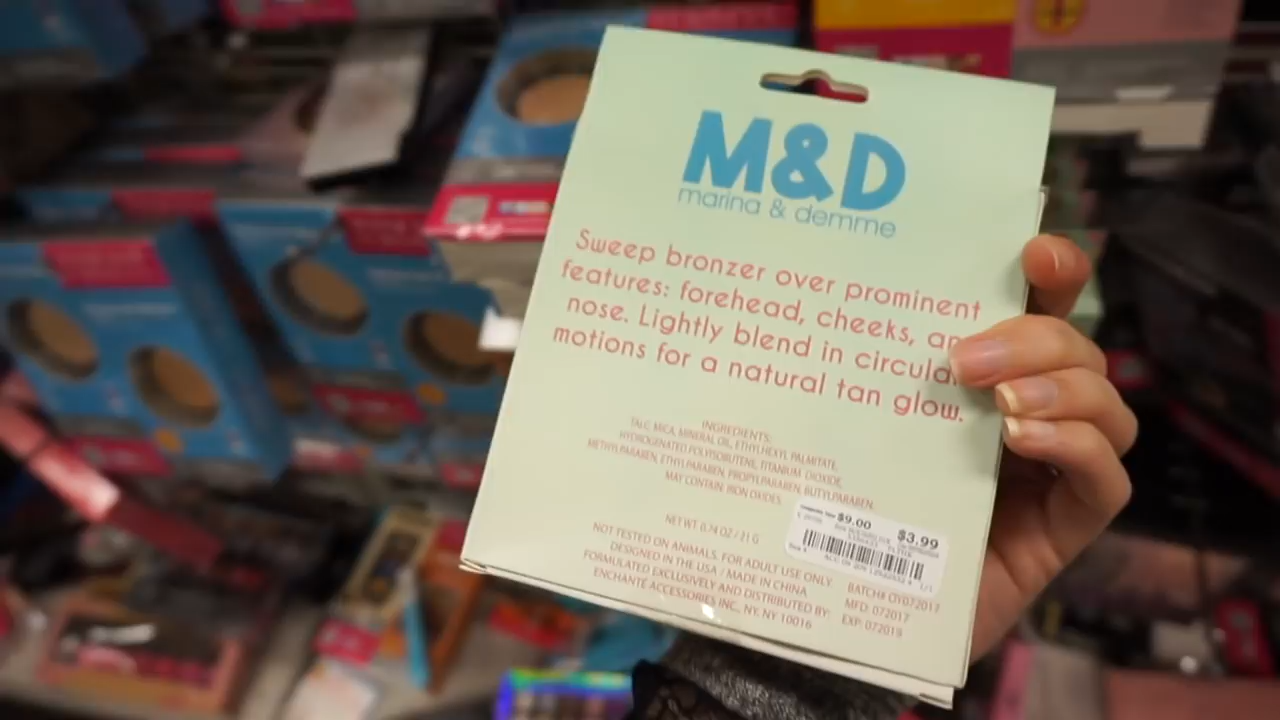 M&D
marina & demme
Sweep bronzer over prominent
features: forehead, cheeks, an
nose. Lightly blend in circular
motions for a natural tan glow.
INGREDIENTS:
TALC, MICA, MINERAL OIL, ETHYLHEXYL PALMITATE,
HYDROGENATED POLYISOBUTENE, TITANIUM DIOXIDE,
METHYLPARABEN, ETHYLPARABEN, PROPYLPARABEN, BUTYLPARABEN.
MAY CONTAIN: IRON OXIDES.
$9.00
$3.99
NET WT. 0.74 OZ / 21 G
NOT TESTED ON ANIMALS. FOR ADULT USE ONLY
DESIGNED IN THE USA / MADE IN CHINA
FORMULATED EXCLUSIVELY AND DISTRIBUTED BY:
ENCHANTE ACCESSORIES INC. NY, NY 10016
BATCH# CIY072017
MFD: 072017
EXP: 072019